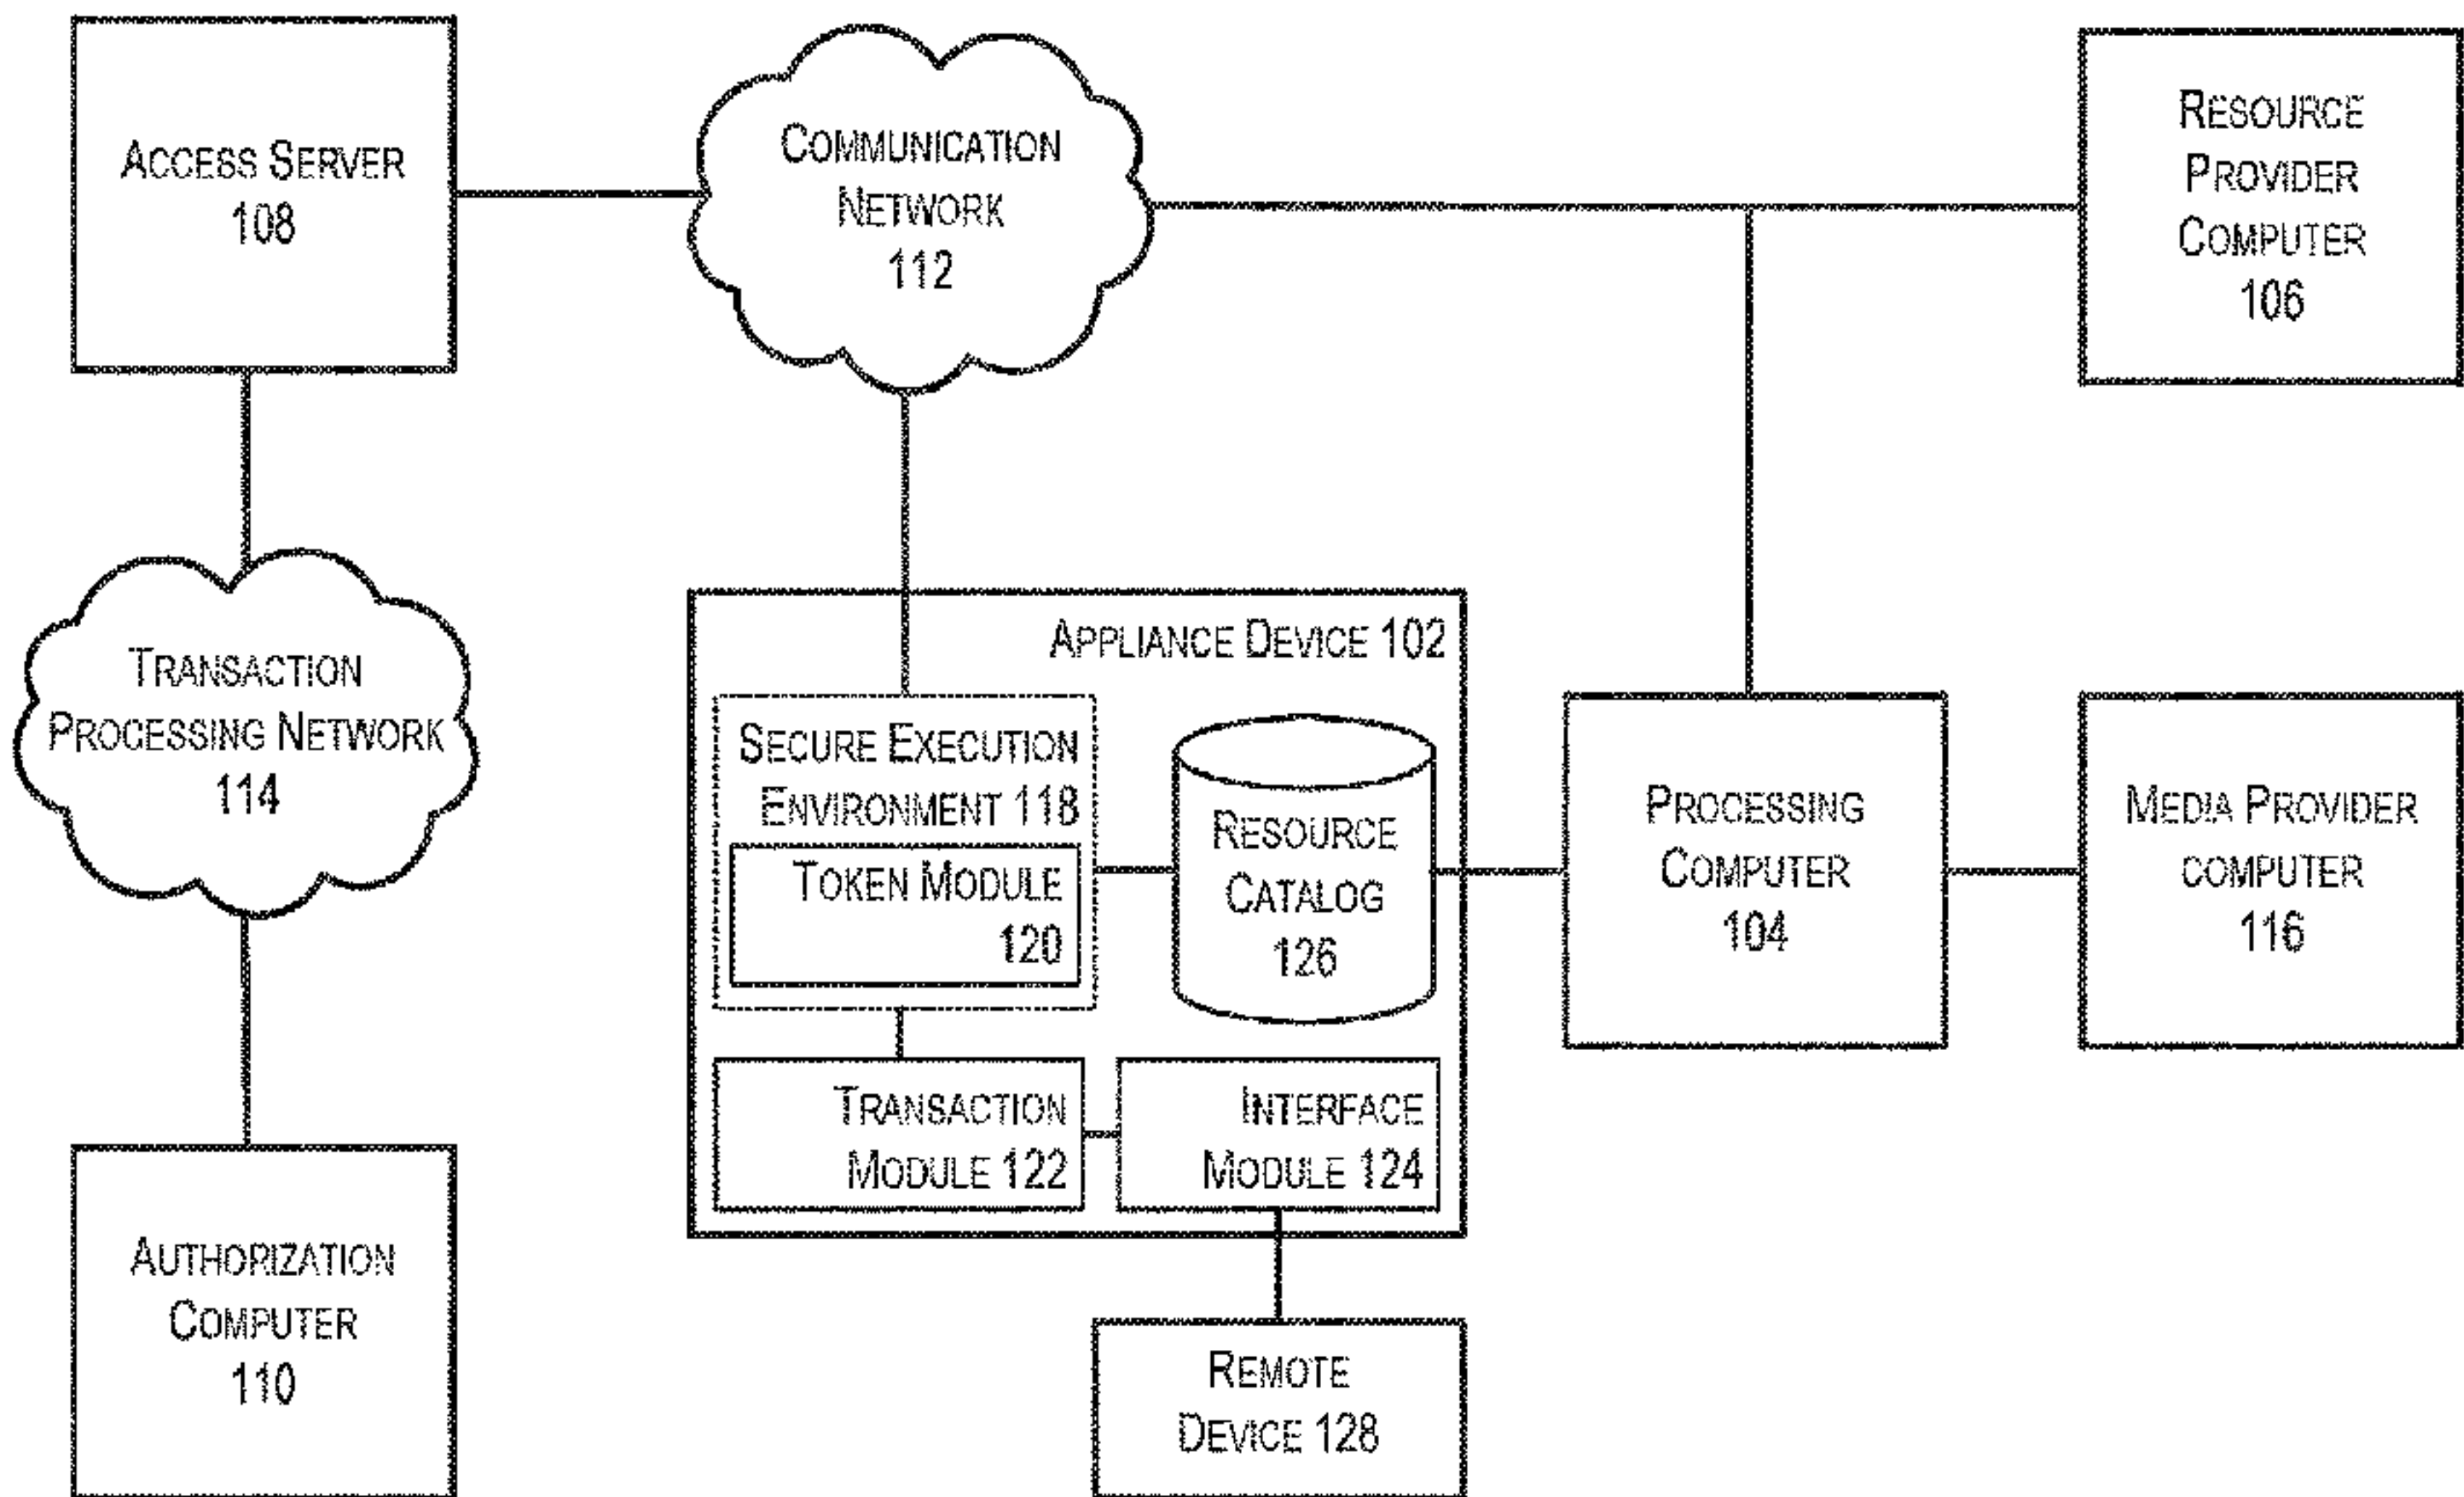 ACCESS SERVER
108
COMMUNICATION
NETWORK
112
RESOURCE
PROVIDER
COMPUTER
106
TRANSACTION
PROCESSING NETWORK
114
APPLIANCE DEVICE 102
SECURE EXECUTION
ENVIRONMENT 118
TOKEN MODULE
120
RESOURCE
CATALOG
126
PROCESSING
COMPUTER
104
MEDIA PROVIDER
COMPUTER
116
TRANSACTION
MODULE 122
INTERFACE
MODULE 124
AUTHORIZATION
COMPUTER
110
REMOTE
DEVICE 128